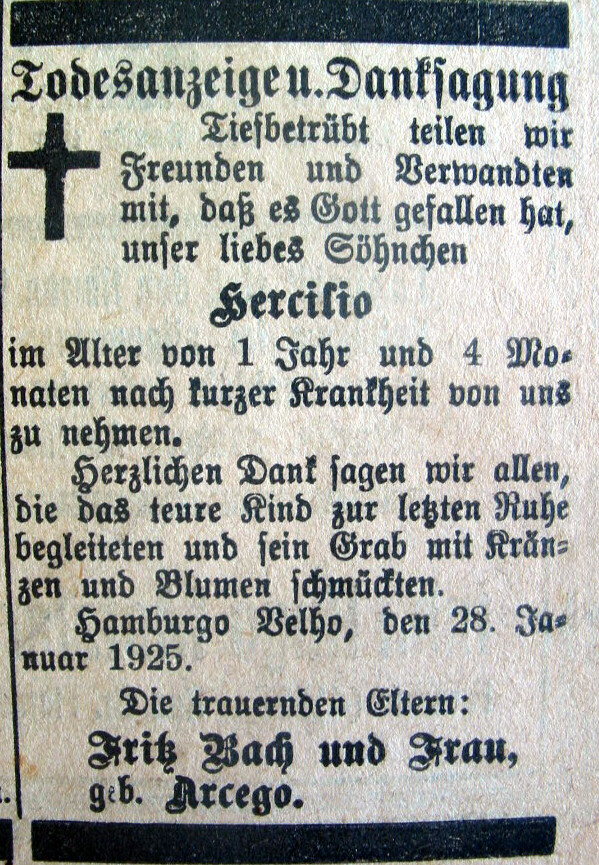 Todesanzeige u. Danksagung
Tiefbetrübt teilen wir
Freunden und Verwandten
mit, daß es Gott gefallen hat,
unser liebes Söhnchen
Hercilio
im Alter von 1 Jahr und 4 Mo-
naten nach kurzer Krankheit von uns
zu nehmen.
Herzlichen Dank sagen wir allen,
die das teure Kind zur letzten Ruhe
begleiteten und sein Grab mit Krän-
zen und Blumen schmückten.
Hamburgo Velho, den 28. Ja-
nuar 1925.
Die trauernden Eltern:
Fritz Bach und Frau,
geb. Arcego.